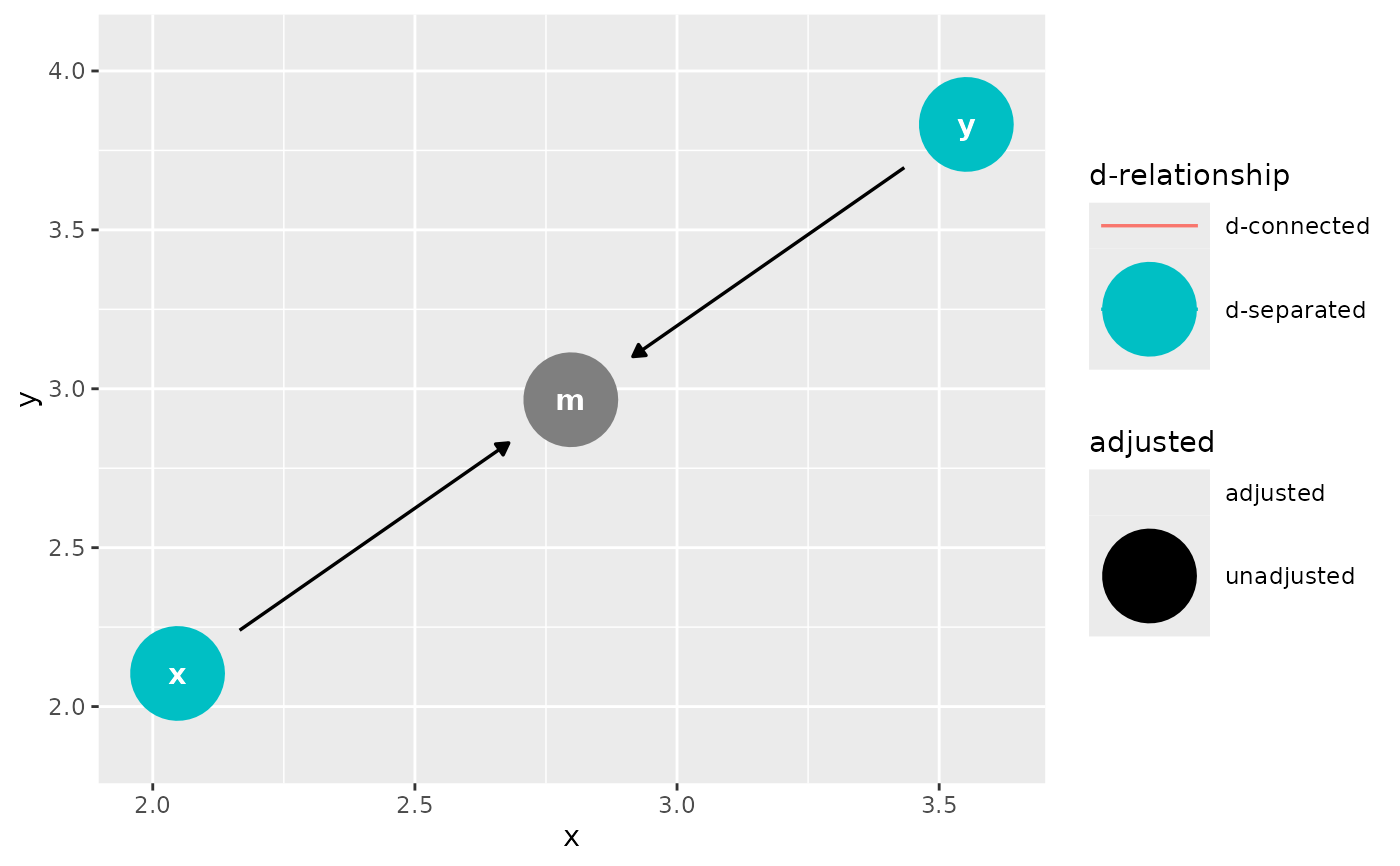 4.0
3.5
3.0
2.5
2.0
y
y
m
x
2.0 2.5 3.0 3.5
x
d-relationship
d-connected
d-separated
adjusted
adjusted
unadjusted